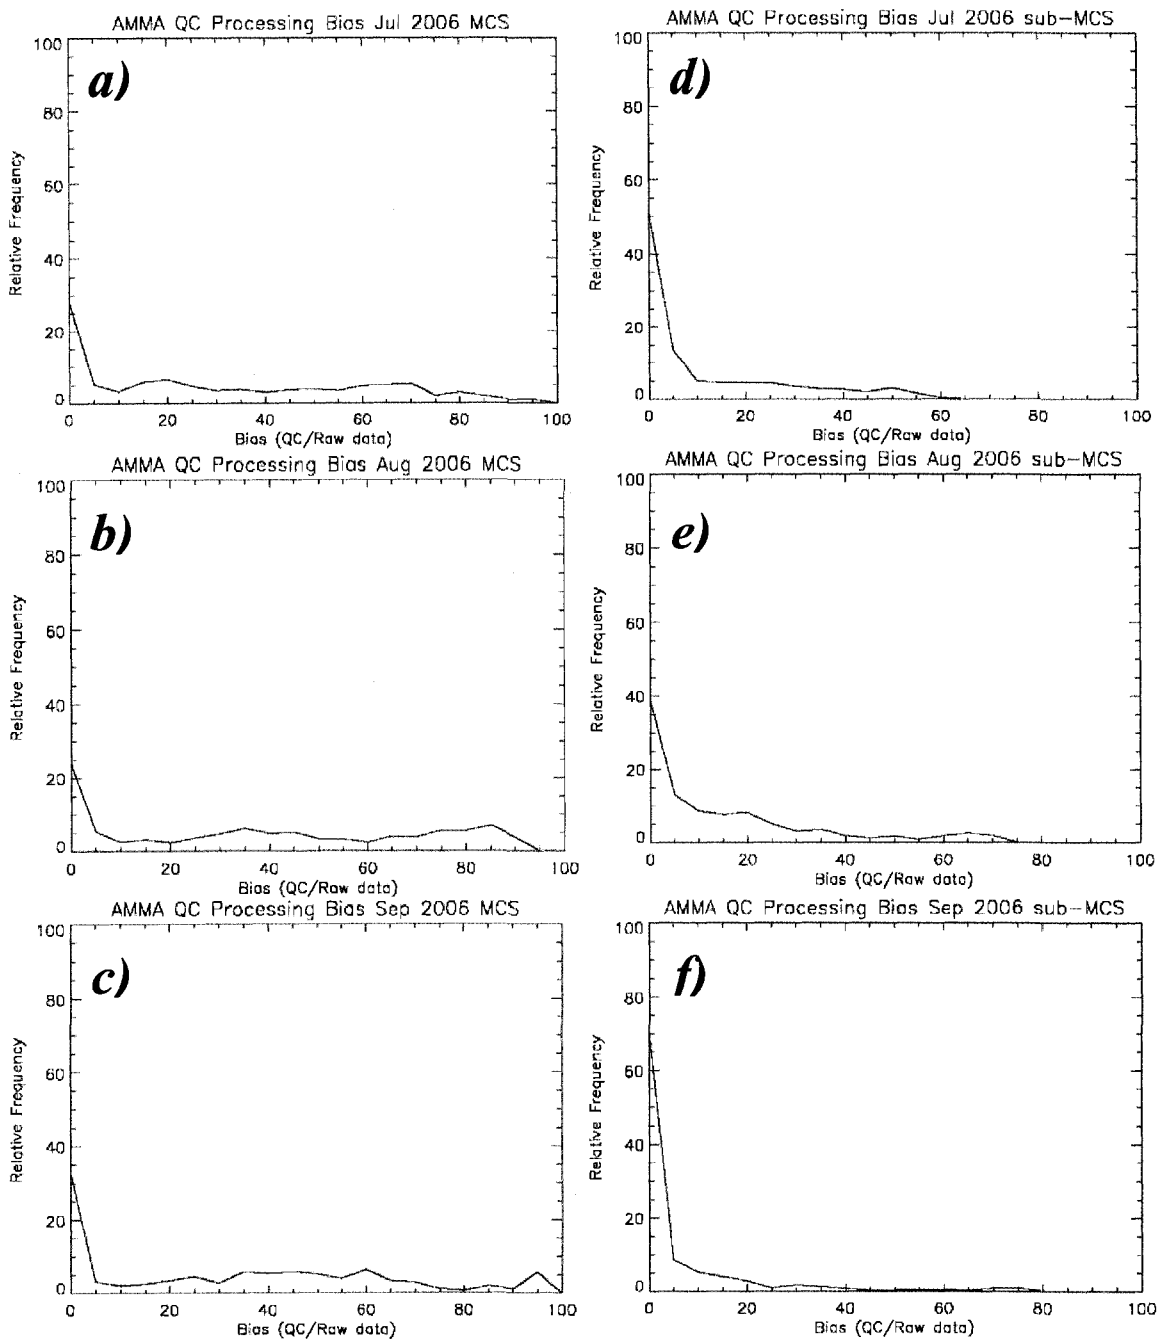 AMMA QC Processing Bias Jul 2006 MCS
a)
100
80
60
40
20
0
Relative Frequency
0 20 40 60 80 100
Bias (QC/Raw data)
AMMA QC Processing Bias Jul 2006 sub-MCS
d)
100
80
60
40
20
0
Relative Frequency
0 20 40 60 80 100
Bias (QC/Raw data)
AMMA QC Processing Bias Aug 2006 MCS
b)
100
80
60
40
20
0
Relative Frequency
0 20 40 60 80 100
Bias (QC/Raw data)
AMMA QC Processing Bias Aug 2006 sub-MCS
e)
100
80
60
40
20
0
Relative Frequency
0 20 40 60 80 100
Bias (QC/Raw data)
AMMA QC Processing Bias Sep 2006 MCS
c)
100
80
60
40
20
0
Relative Frequency
0 20 40 60 80 100
Bias (QC/Raw data)
AMMA QC Processing Bias Sep 2006 sub-MCS
f)
100
80
60
40
20
0
Relative Frequency
0 20 40 60 80 100
Bias (QC/Raw data)